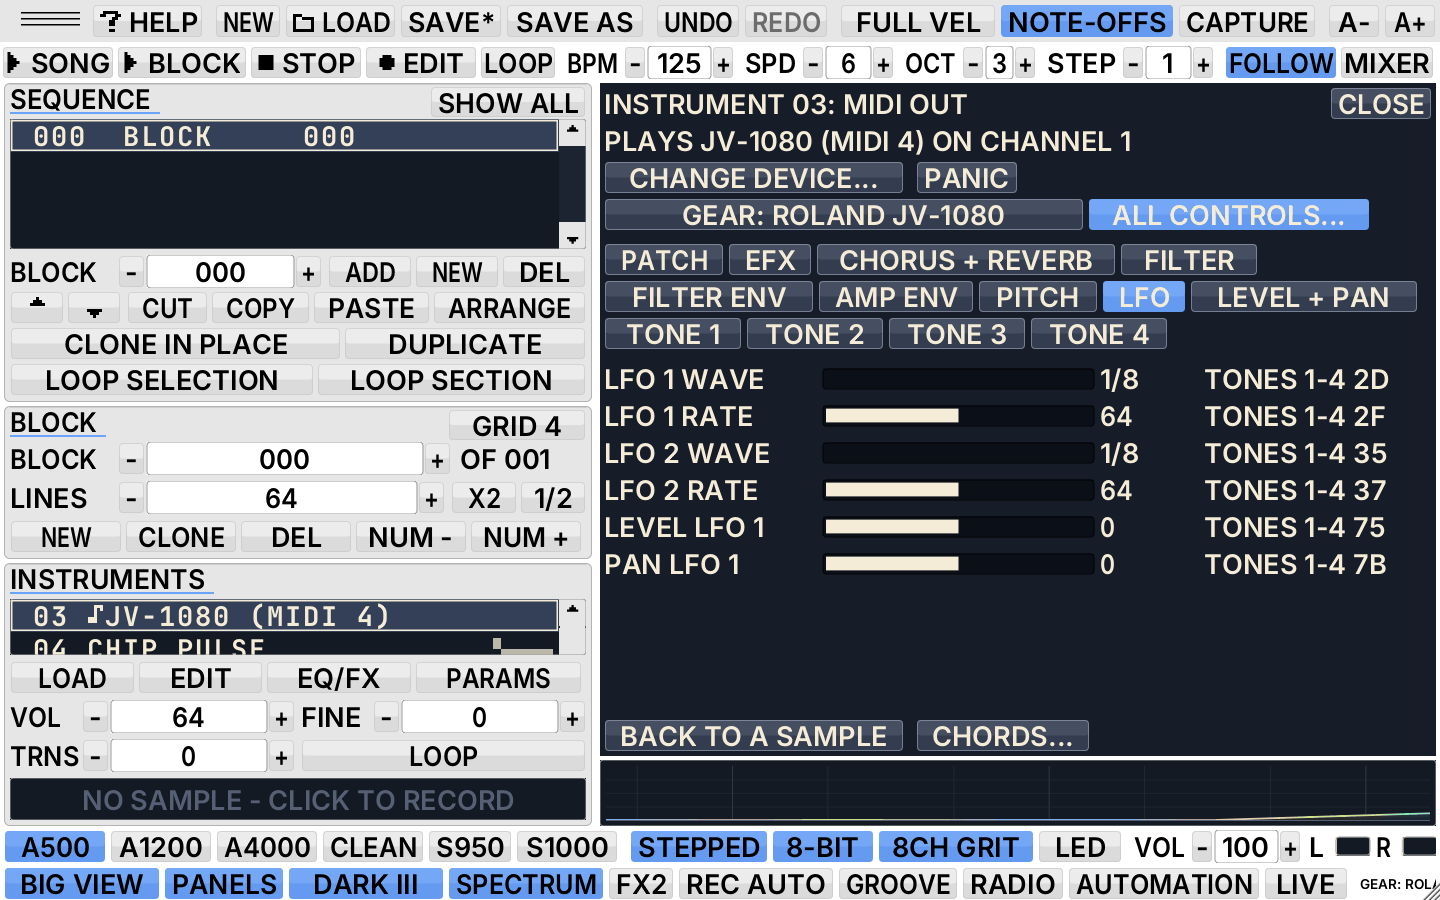 ? HELP NEW LOAD SAVE* SAVE AS UNDO REDO FULL VEL NOTE-OFFS CAPTURE A- A+
SONG BLOCK STOP EDIT LOOP BPM - 125 + SPD - 6 + OCT - 3 + STEP - 1 + FOLLOW MIXER
SEQUENCE SHOW ALL
000 BLOCK 000
BLOCK - 000 + ADD NEW DEL
CUT COPY PASTE ARRANGE
CLONE IN PLACE DUPLICATE
LOOP SELECTION LOOP SECTION
BLOCK GRID 4
BLOCK - 000 + OF 001
LINES - 64 + X2 1/2
NEW CLONE DEL NUM - NUM +
INSTRUMENTS
03 ♪JV-1080 (MIDI 4)
04 CHIP PULSE
LOAD EDIT EQ/FX PARAMS
VOL - 64 + FINE - 0 +
TRNS - 0 + LOOP
NO SAMPLE - CLICK TO RECORD
INSTRUMENT 03: MIDI OUT CLOSE
PLAYS JV-1080 (MIDI 4) ON CHANNEL 1
CHANGE DEVICE... PANIC
GEAR: ROLAND JV-1080 ALL CONTROLS...
PATCH EFX CHORUS + REVERB FILTER
FILTER ENV AMP ENV PITCH LFO LEVEL + PAN
TONE 1 TONE 2 TONE 3 TONE 4
LFO 1 WAVE 1/8 TONES 1-4 2D
LFO 1 RATE 64 TONES 1-4 2F
LFO 2 WAVE 1/8 TONES 1-4 35
LFO 2 RATE 64 TONES 1-4 37
LEVEL LFO 1 0 TONES 1-4 75
PAN LFO 1 0 TONES 1-4 7B
BACK TO A SAMPLE CHORDS...
A500 A1200 A4000 CLEAN S950 S1000 STEPPED 8-BIT 8CH GRIT LED VOL - 100 + L R
BIG VIEW PANELS DARK III SPECTRUM FX2 REC AUTO GROOVE RADIO AUTOMATION LIVE GEAR: ROLA